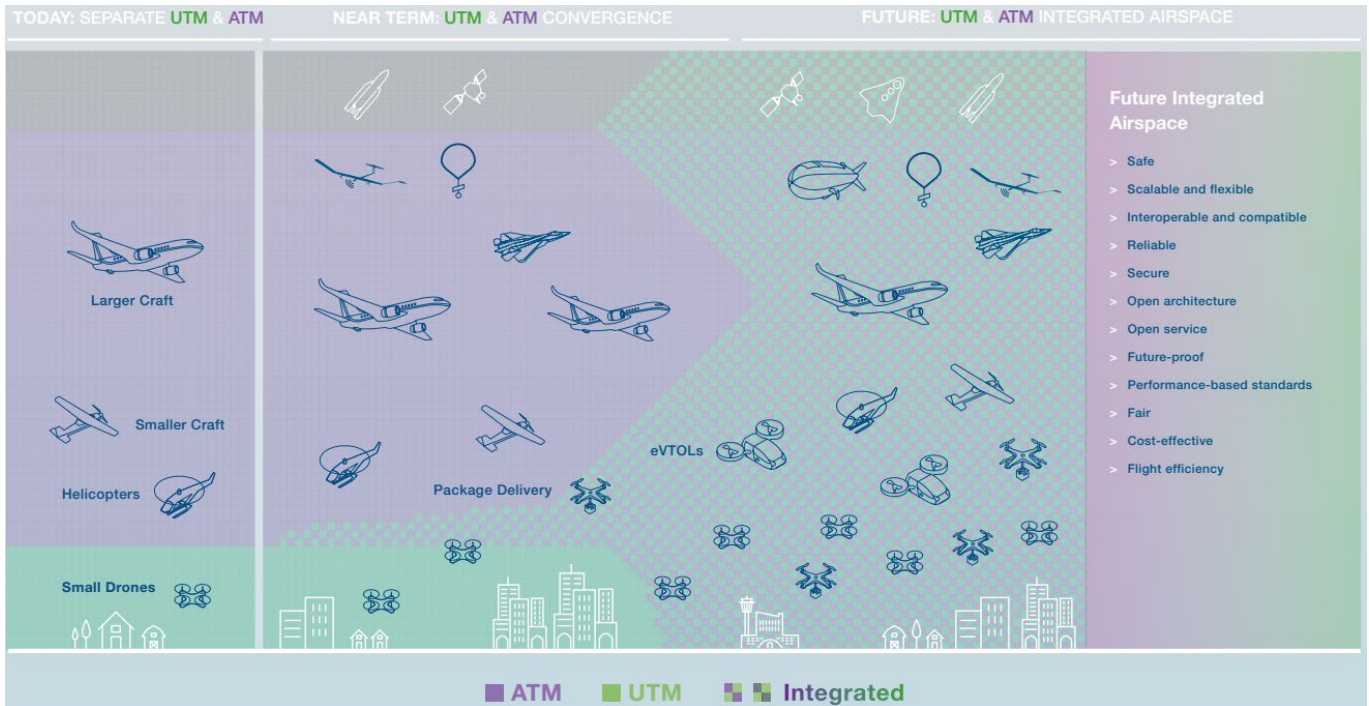 TODAY: SEPARATE UTM & ATM
NEAR TERM: UTM & ATM CONVERGENCE
FUTURE: UTM & ATM INTEGRATED AIRSPACE
Larger Craft
Smaller Craft
Helicopters
Small Drones
Package Delivery
eVTOLs
Future Integrated
Airspace
> Safe
> Scalable and flexible
> Interoperable and compatible
> Reliable
> Secure
> Open architecture
> Open service
> Future-proof
> Performance-based standards
> Fair
> Cost-effective
> Flight efficiency
ATM
UTM
Integrated